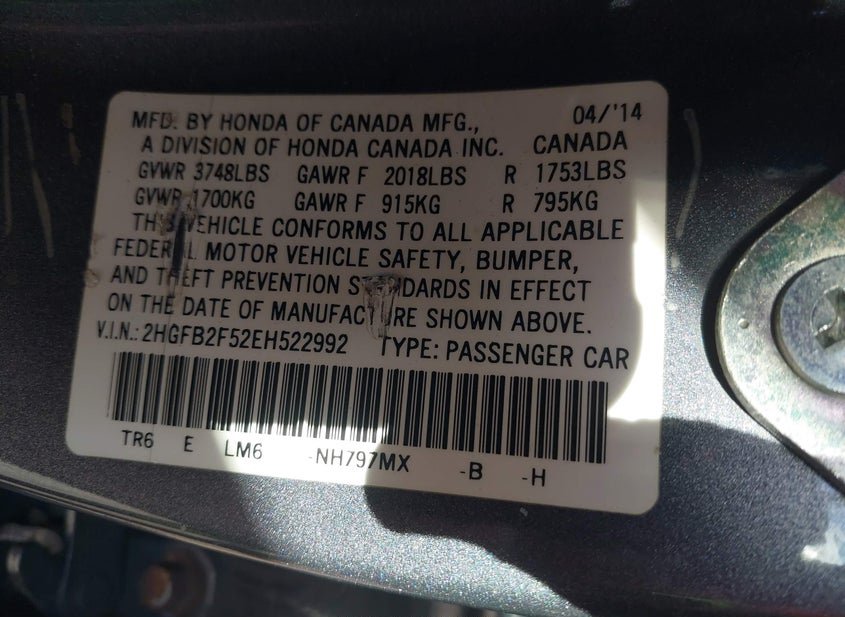 MFD. BY HONDA OF CANADA MFG., 04/'14
A DIVISION OF HONDA CANADA INC. CANADA
GVWR 3748LBS GAWR F 2018LBS R 1753LBS
GVWR 1700KG GAWR F 915KG R 795KG
THIS VEHICLE CONFORMS TO ALL APPLICABLE
FEDERAL MOTOR VEHICLE SAFETY, BUMPER,
AND THEFT PREVENTION STANDARDS IN EFFECT
ON THE DATE OF MANUFACTURE SHOWN ABOVE.
V.I.N.: 2HGFB2F52EH522992 TYPE: PASSENGER CAR
TR6 E LM6 -NH797MX -B -H